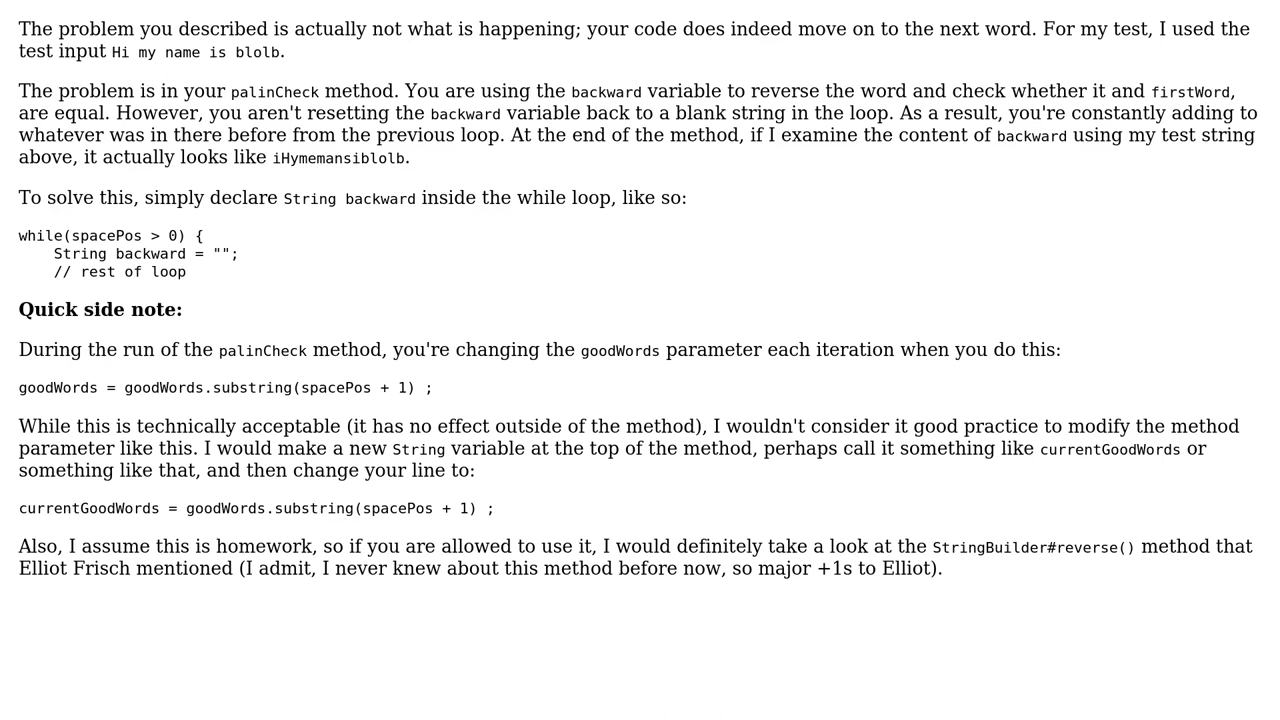 The problem you described is actually not what is happening; your code does indeed move on to the next word. For my test, I used the
test input Hi my name is blolb.
The problem is in your palinCheck method. You are using the backward variable to reverse the word and check whether it and firstWord,
are equal. However, you aren't resetting the backward variable back to a blank string in the loop. As a result, you're constantly adding to
whatever was in there before from the previous loop. At the end of the method, if I examine the content of backward using my test string
above, it actually looks like iHymemansiblolb.
To solve this, simply declare String backward inside the while loop, like so:
while(spacePos > 0) {
    String backward = "";
    // rest of loop
Quick side note:
During the run of the palinCheck method, you're changing the goodWords parameter each iteration when you do this:
goodWords = goodWords.substring(spacePos + 1) ;
While this is technically acceptable (it has no effect outside of the method), I wouldn't consider it good practice to modify the method
parameter like this. I would make a new String variable at the top of the method, perhaps call it something like currentGoodWords or
something like that, and then change your line to:
currentGoodWords = goodWords.substring(spacePos + 1) ;
Also, I assume this is homework, so if you are allowed to use it, I would definitely take a look at the StringBuilder#reverse() method that
Elliot Frisch mentioned (I admit, I never knew about this method before now, so major +1s to Elliot).